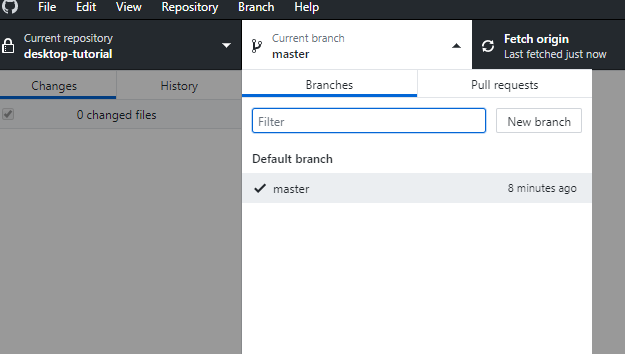 File Edit View Repository Branch Help
Current repository
desktop-tutorial
Current branch
master
Fetch origin
Last fetched just now
Changes History
Branches Pull requests
0 changed files
Filter New branch
Default branch
master 8 minutes ago